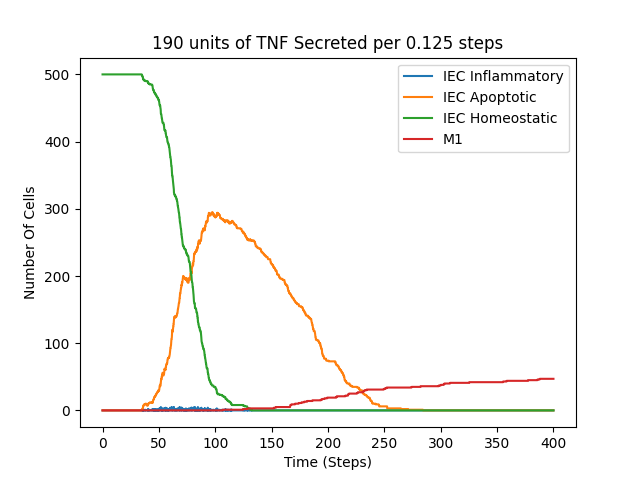 190 units of TNF Secreted per 0.125 steps
IEC Inflammatory
IEC Apoptotic
IEC Homeostatic
M1
500
400
300
200
100
0
Number Of Cells
0 50 100 150 200 250 300 350 400
Time (Steps)